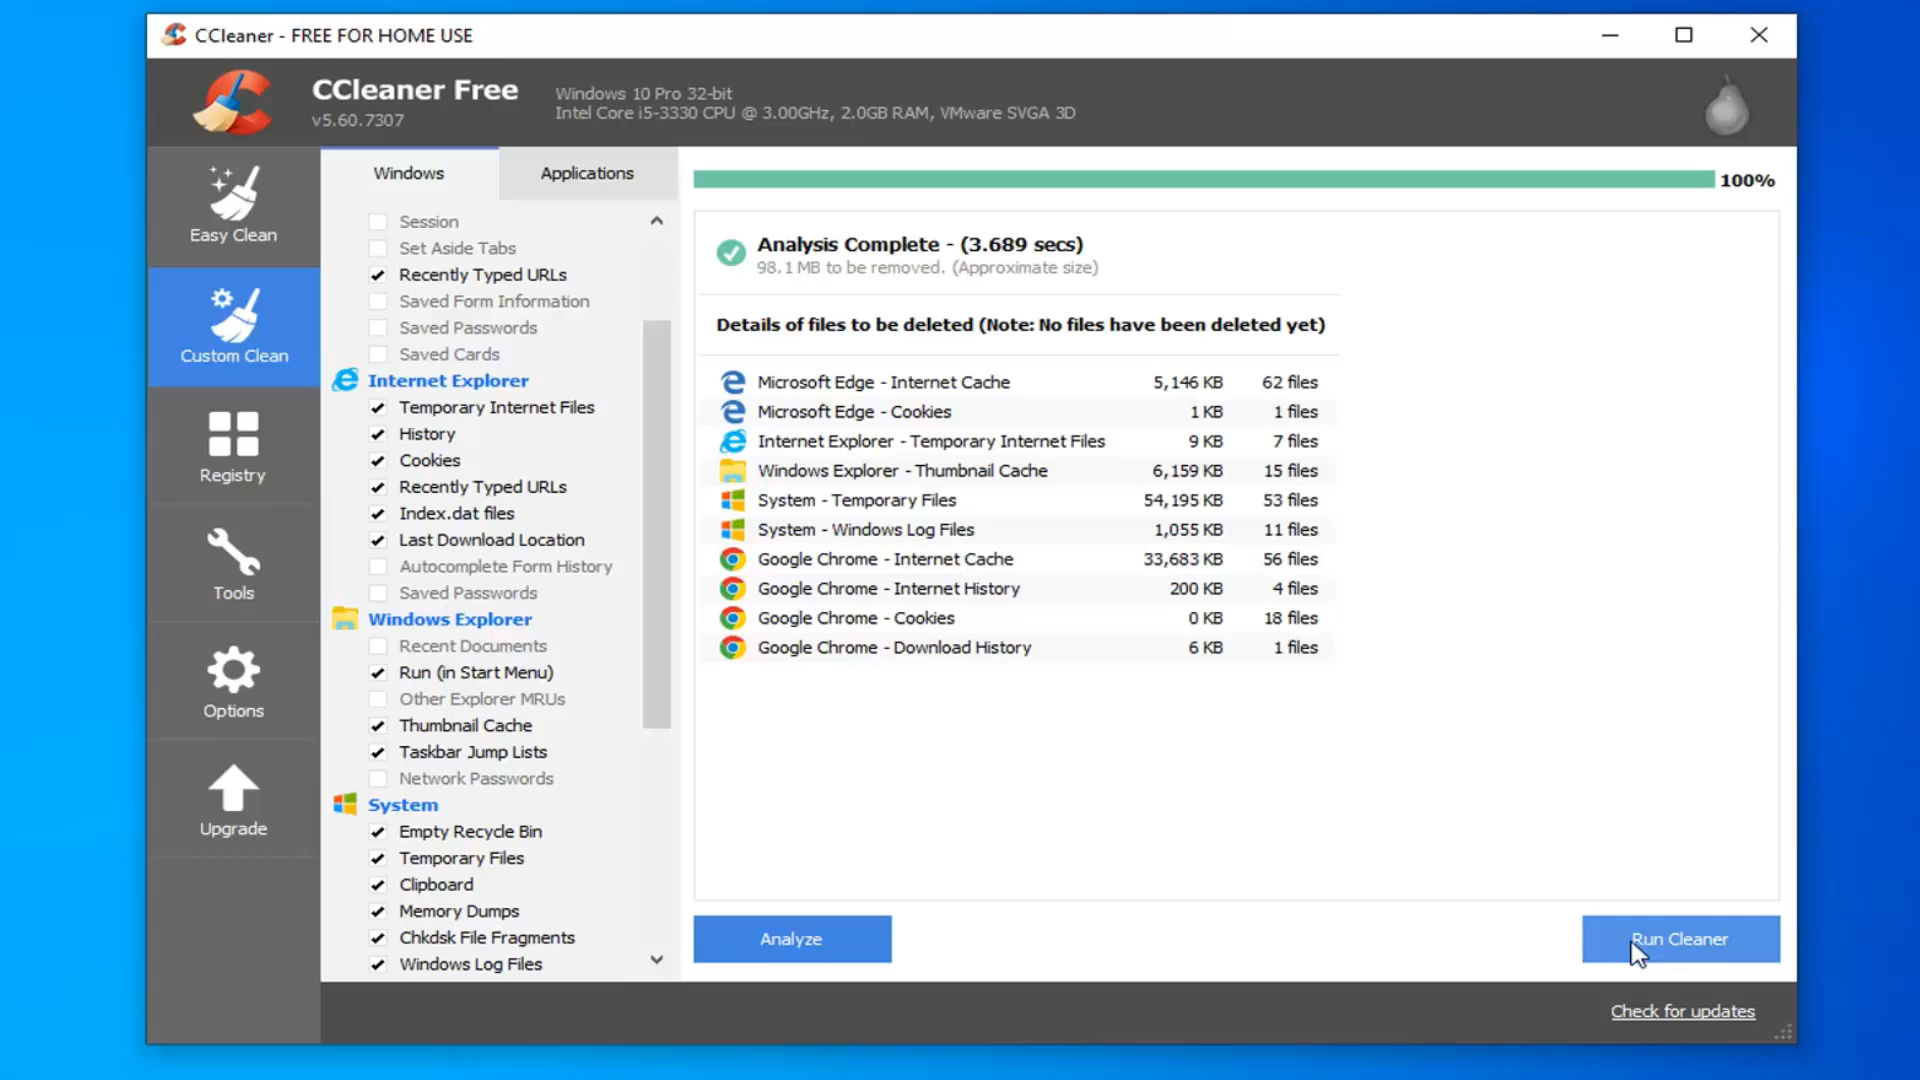 CCleaner - FREE FOR HOME USE
CCleaner Free
v5.60.7307
Windows 10 Pro 32-bit
Intel Core i5-3330 CPU @ 3.00GHz, 2.0GB RAM, VMware SVGA 3D
Easy Clean
Custom Clean
Registry
Tools
Options
Upgrade
Windows
Applications
Session
Set Aside Tabs
Recently Typed URLs
Saved Form Information
Saved Passwords
Saved Cards
Internet Explorer
Temporary Internet Files
History
Cookies
Recently Typed URLs
Index.dat files
Last Download Location
Autocomplete Form History
Saved Passwords
Windows Explorer
Recent Documents
Run (in Start Menu)
Other Explorer MRUs
Thumbnail Cache
Taskbar Jump Lists
Network Passwords
System
Empty Recycle Bin
Temporary Files
Clipboard
Memory Dumps
Chkdsk File Fragments
Windows Log Files
100%
Analysis Complete - (3.689 secs)
98.1 MB to be removed. (Approximate size)
Details of files to be deleted (Note: No files have been deleted yet)
Microsoft Edge - Internet Cache 5,146 KB 62 files
Microsoft Edge - Cookies 1 KB 1 files
Internet Explorer - Temporary Internet Files 9 KB 7 files
Windows Explorer - Thumbnail Cache 6,159 KB 15 files
System - Temporary Files 54,195 KB 53 files
System - Windows Log Files 1,055 KB 11 files
Google Chrome - Internet Cache 33,683 KB 56 files
Google Chrome - Internet History 200 KB 4 files
Google Chrome - Cookies 0 KB 18 files
Google Chrome - Download History 6 KB 1 files
Analyze
Run Cleaner
Check for updates